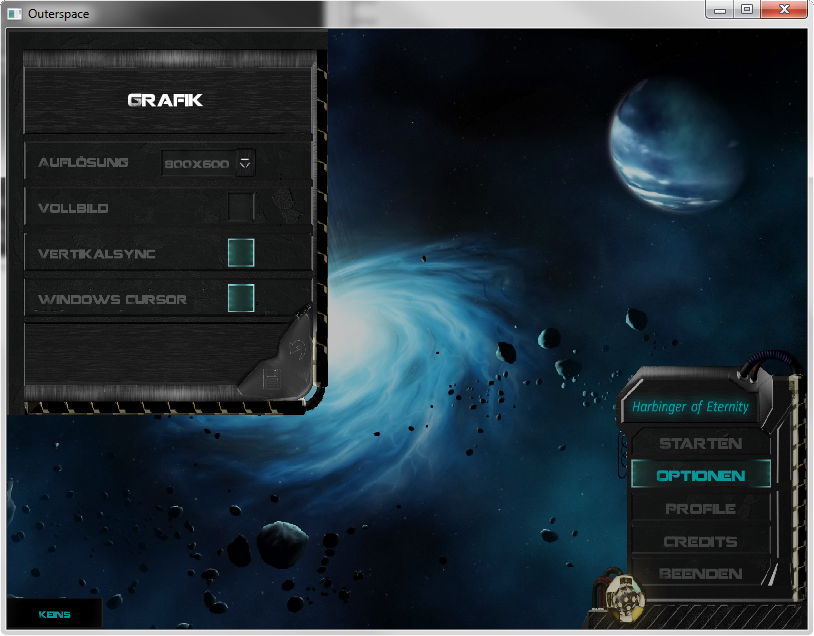 Outerspace
GRAFIK
AUFLÖSUNG 800X600
VOLLBILD
VERTIKALSYNC
WINDOWS CURSOR
Harbinger of Eternity
STARTEN
OPTIONEN
PROFILE
CREDITS
BEENDEN
KEINS